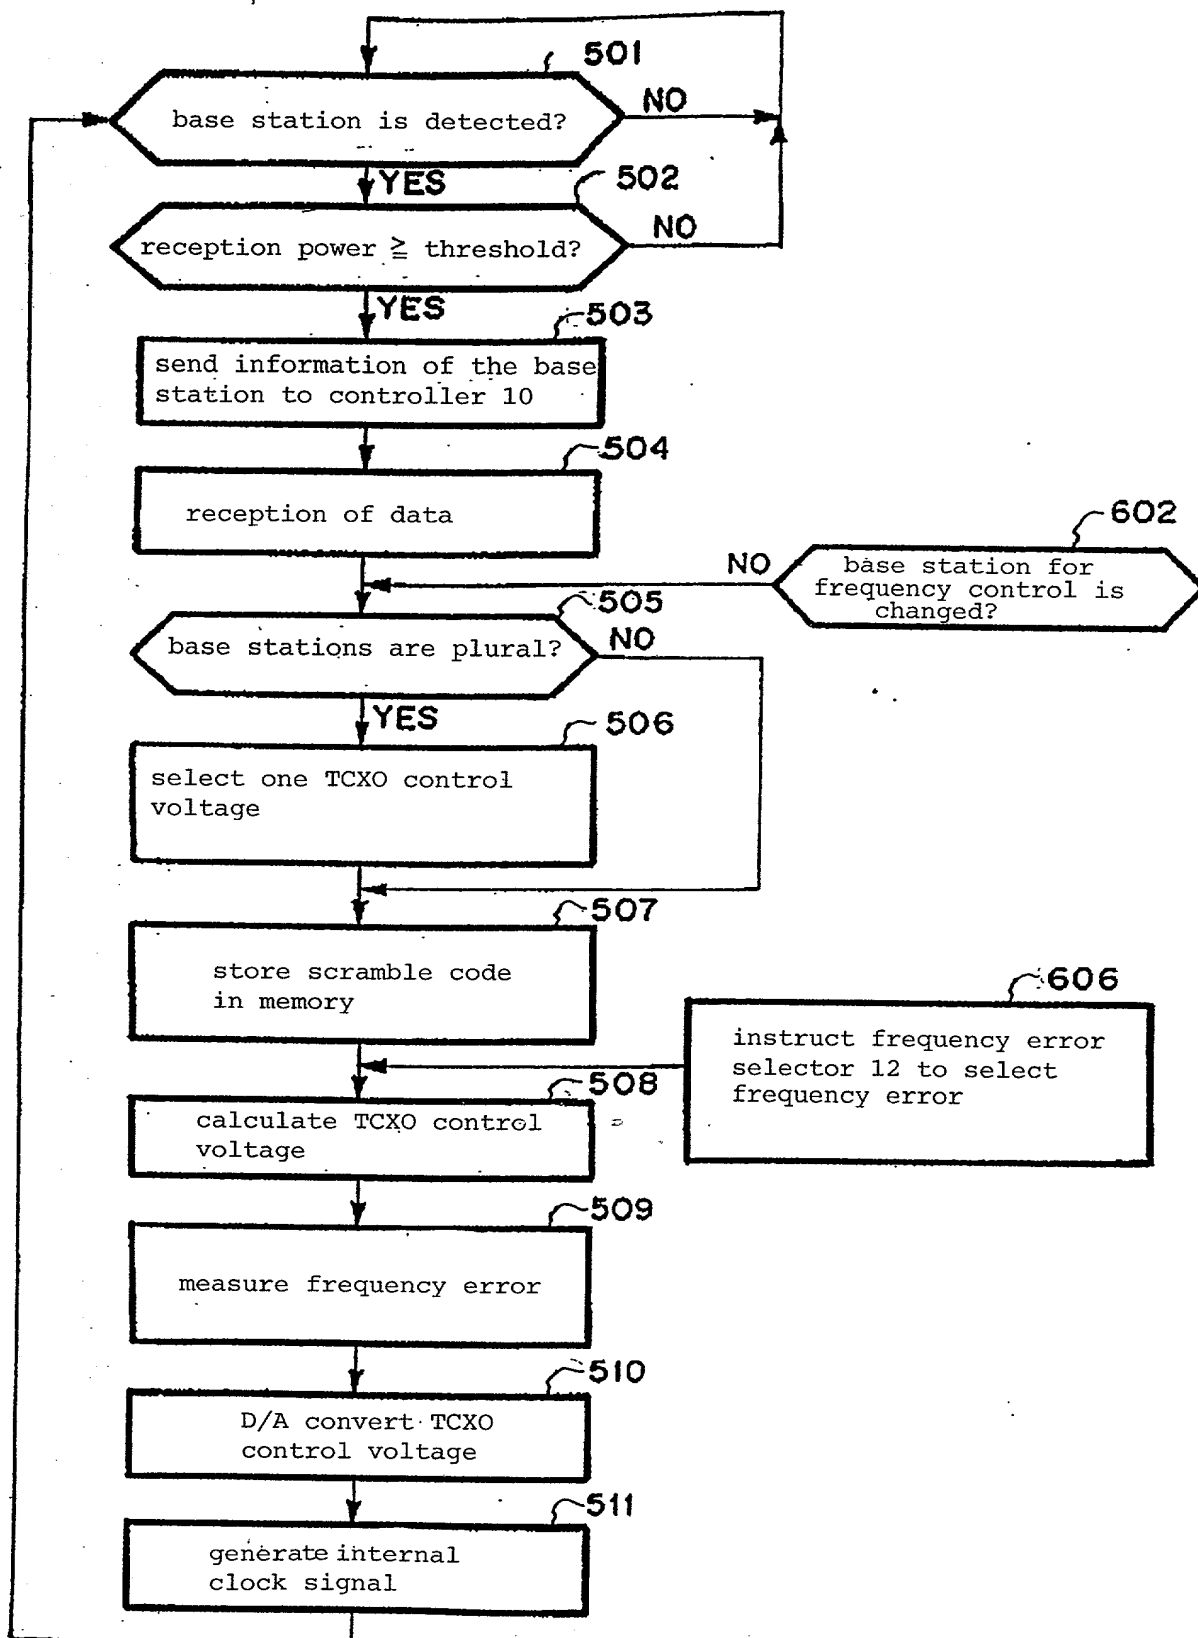 501
base station is detected?
NO
YES
502
reception power ≧ threshold?
NO
YES
503
send information of the base
station to controller 10
504
reception of data
602
base station for
frequency control is
changed?
NO
505
base stations are plural?
NO
YES
506
select one TCXO control
voltage
507
store scramble code
in memory
606
instruct frequency error
selector 12 to select
frequency error
508
calculate TCXO control
voltage
509
measure frequency error
510
D/A convert TCXO
control voltage
511
generate internal
clock signal